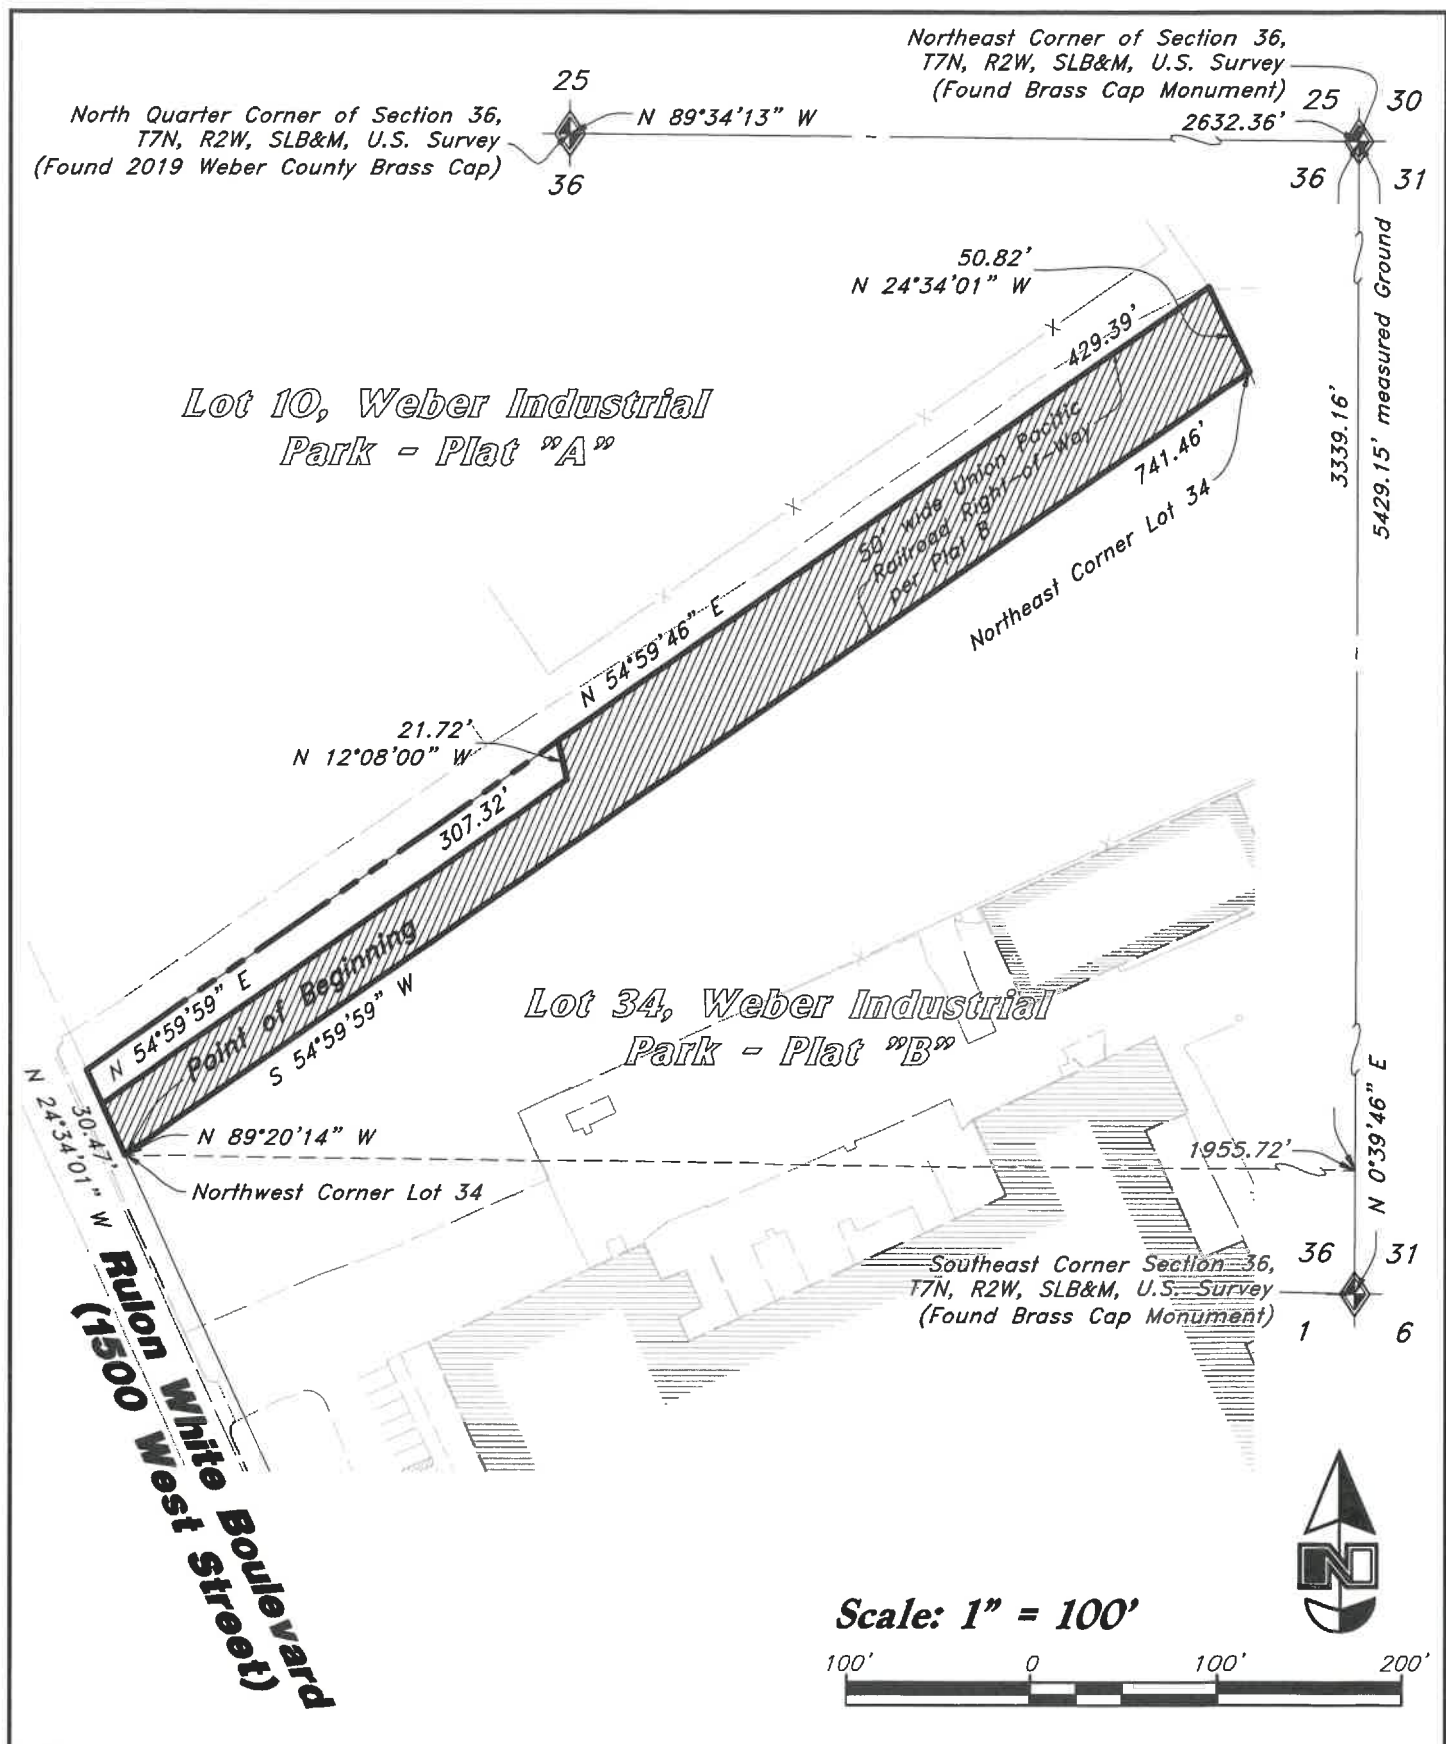 Northeast Corner of Section 36,
T7N, R2W, SLB&M, U.S. Survey
(Found Brass Cap Monument)
25
30
36
31
25
36
North Quarter Corner of Section 36,
T7N, R2W, SLB&M, U.S. Survey
(Found 2019 Weber County Brass Cap)
N 89°34'13" W
2632.36'
50.82'
N 24°34'01" W
429.39'
3339.16'
5429.15' measured Ground
Lot 10, Weber Industrial
Park - Plat "A"
50' wide Union Pacific
Railroad Right-of-Way
per Plat B
741.46'
Northeast Corner Lot 34
N 54°59'46" E
21.72'
N 12°08'00" W
307.32'
N 54°59'59" E
Point of Beginning
S 54°59'59" W
Lot 34, Weber Industrial
Park - Plat "B"
30.47'
N 24°34'01" W
N 89°20'14" W
Northwest Corner Lot 34
1955.72'
N 0°39'46" E
Southeast Corner Section 36,
T7N, R2W, SLB&M, U.S. Survey
(Found Brass Cap Monument)
36
31
1
6
Rulon White Boulevard
(1500 West Street)
N
Scale: 1" = 100'
100'
0
100'
200'